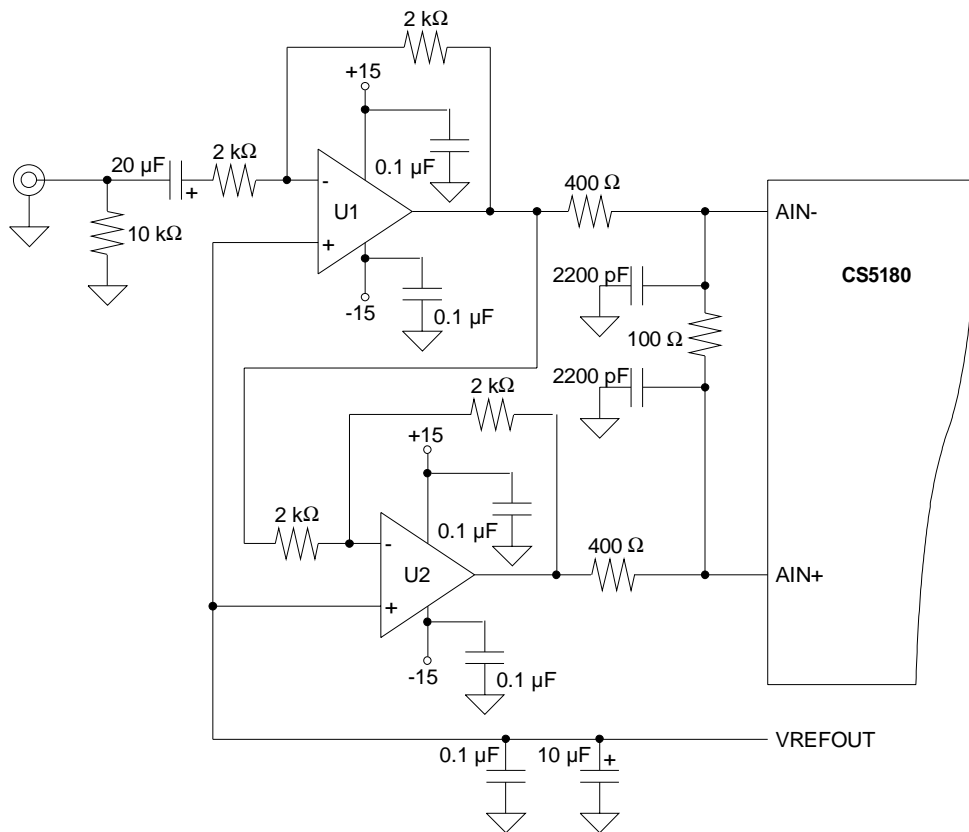 2 kΩ
+15
20 µF
2 kΩ
0.1 µF
-
U1
+
400 Ω
AIN-
10 kΩ
+
-15
0.1 µF
2200 pF
CS5180
100 Ω
2200 pF
2 kΩ
+15
2 kΩ
0.1 µF
-
U2
+
400 Ω
AIN+
-15
0.1 µF
VREFOUT
0.1 µF
10 µF
+